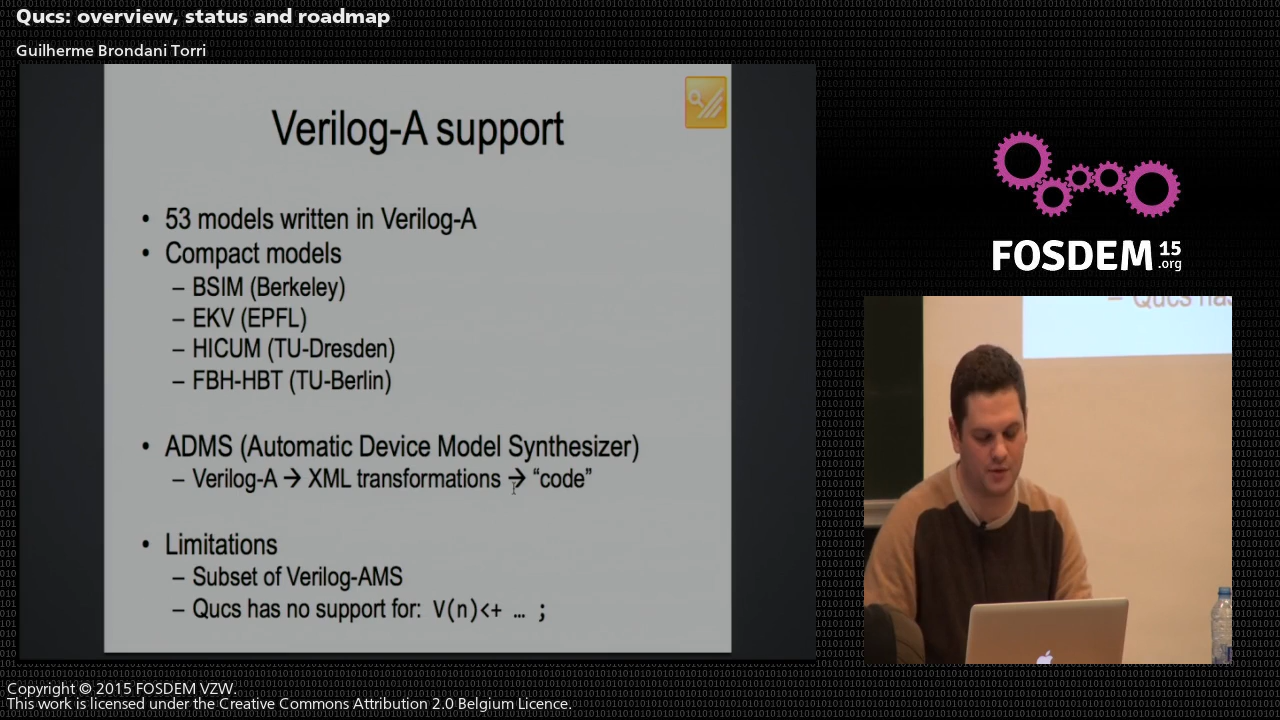 Qucs: overview, status and roadmap
Guilherme Brondani Torri
Verilog-A support
• 53 models written in Verilog-A
• Compact models
– BSIM (Berkeley)
– EKV (EPFL)
– HICUM (TU-Dresden)
– FBH-HBT (TU-Berlin)
• ADMS (Automatic Device Model Synthesizer)
– Verilog-A → XML transformations → “code”
• Limitations
– Subset of Verilog-AMS
– Qucs has no support for: V(n)<+ … ;
FOSDEM 15
.org
– Qucs has
Copyright © 2015 FOSDEM VZW.
This work is licensed under the Creative Commons Attribution 2.0 Belgium Licence.